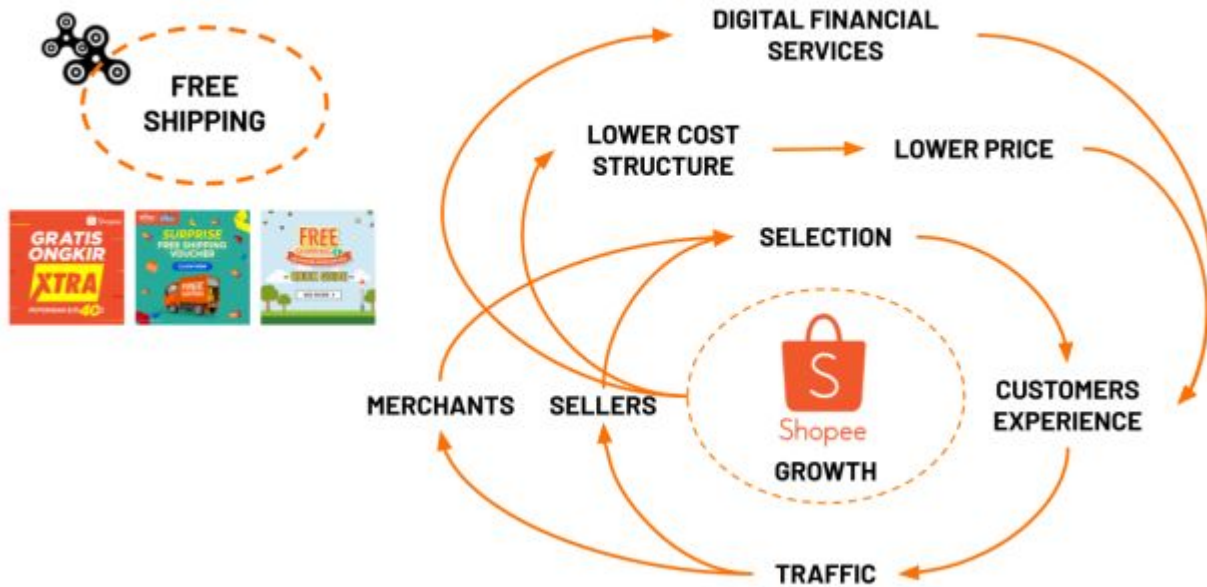 FREE
SHIPPING
Shopee
GRATIS
ONGKIR
XTRA
SURPRISE
FREE SHIPPING
VOUCHER
FREE
DIGITAL FINANCIAL
SERVICES
LOWER COST
STRUCTURE
LOWER PRICE
SELECTION
MERCHANTS
SELLERS
S
Shopee
GROWTH
CUSTOMERS
EXPERIENCE
TRAFFIC